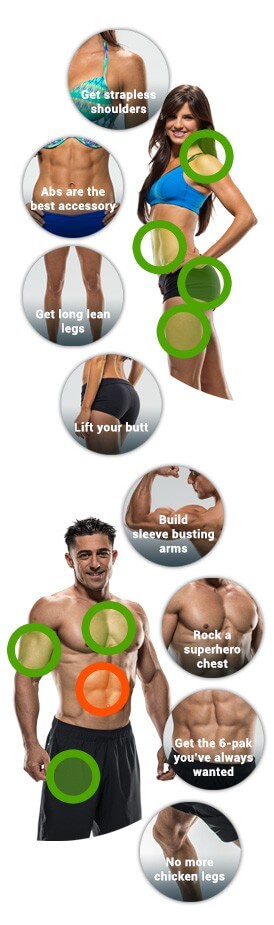 Get strapless
shoulders
Abs are the
best accessory
Get long lean
legs
Lift your butt
Build
sleeve busting
arms
Rock a
superhero
chest
Get the 6-pak
you've always
wanted
No more
chicken legs